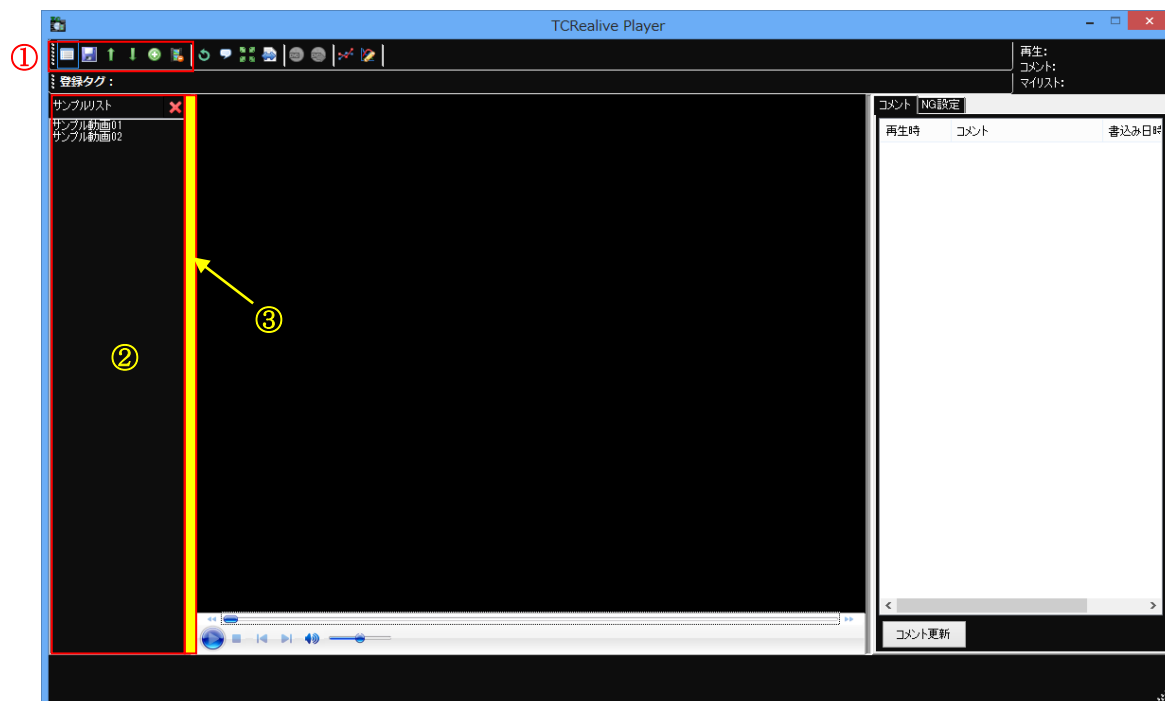 TCRealive Player
①
再生:
コメント:
マイリスト:
登録タグ：
サンプルリスト
サンプル動画01
サンプル動画02
②
③
コメント NG設定
再生時 コメント 書込み日時
コメント更新